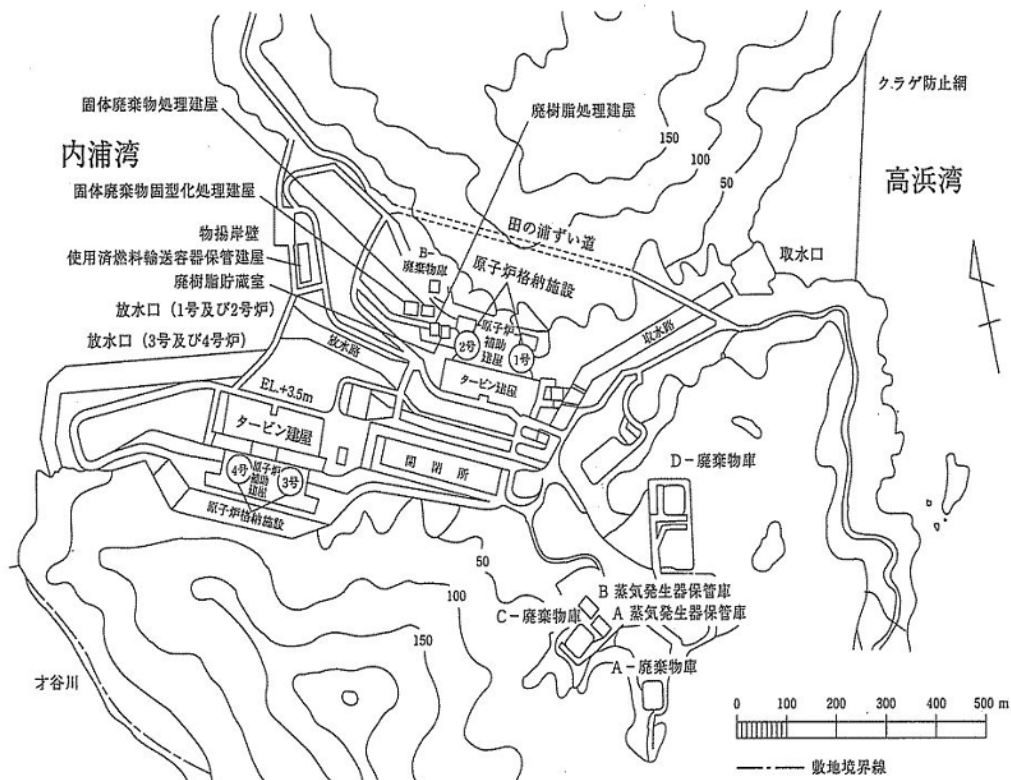 クラゲ防止網
固体廃棄物処理建屋
廃樹脂処理建屋
150
内浦湾
100
高浜湾
50
固体廃棄物固型化処理建屋
田の浦ずい道
取水口
物揚岸壁
B-
廃棄物庫
使用済燃料輸送容器保管建屋
原子炉格納施設
廃樹脂貯蔵室
放水口(1号及び2号炉)
原子炉
補助
建屋
2号
1号
取水路
放水口(3号及び4号炉)
放水路
タービン建屋
EL.+3.5m
タービン建屋
開閉所
D-廃棄物庫
4号
原子炉
補助
建屋
3号
原子炉格納施設
50
B 蒸気発生器保管庫
100
C-廃棄物庫
A 蒸気発生器保管庫
150
A-廃棄物庫
才谷川
0 100 200 300 400 500 m
敷地境界線